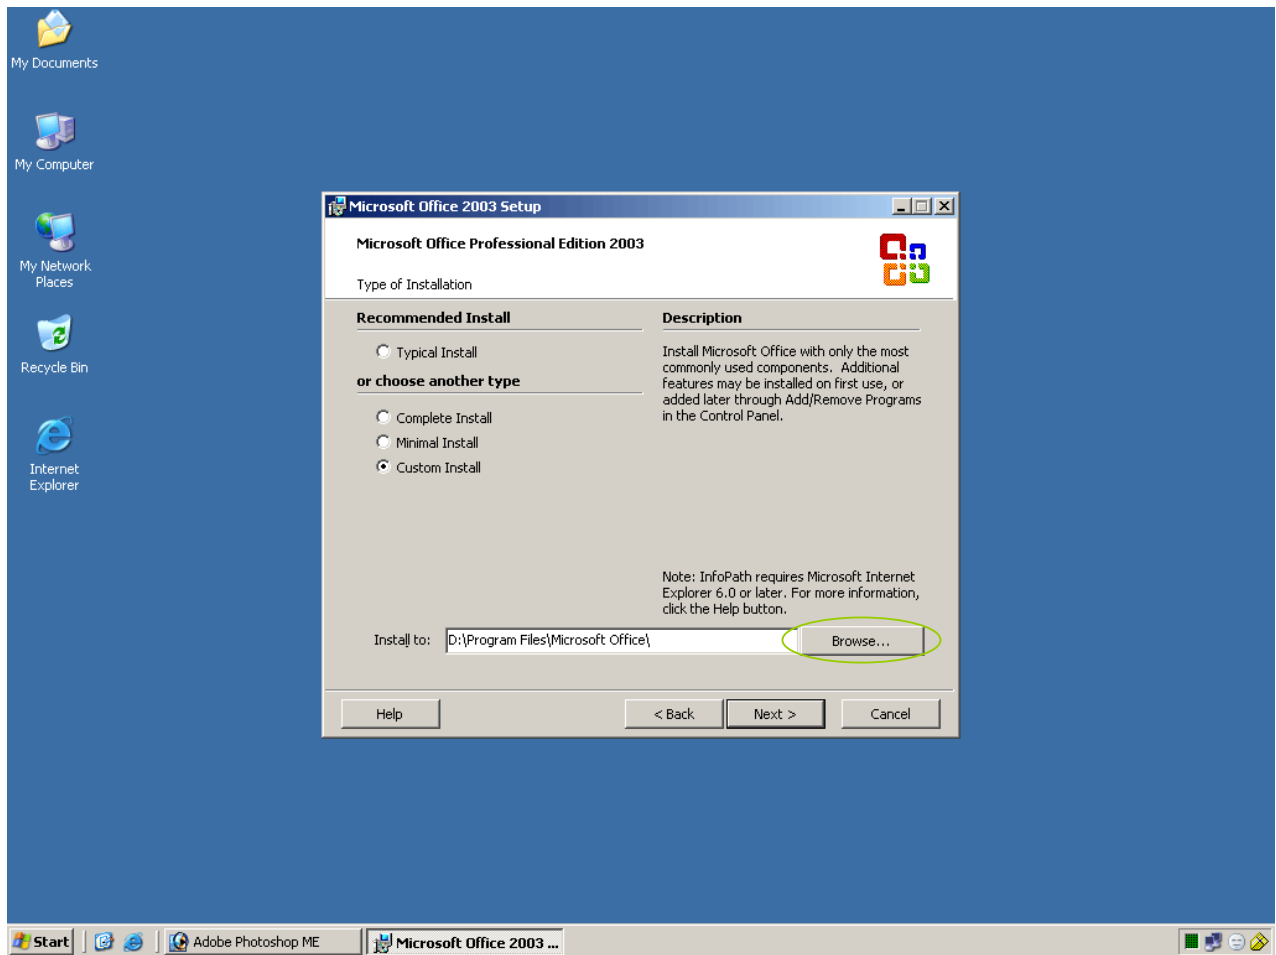 My Documents
My Computer
My Network
Places
Recycle Bin
Internet
Explorer
Microsoft Office 2003 Setup
Microsoft Office Professional Edition 2003
Type of Installation
Recommended Install
Typical Install
or choose another type
Complete Install
Minimal Install
Custom Install
Description
Install Microsoft Office with only the most
commonly used components.  Additional
features may be installed on first use, or
added later through Add/Remove Programs
in the Control Panel.
Note: InfoPath requires Microsoft Internet
Explorer 6.0 or later. For more information,
click the Help button.
Install to: D:\Program Files\Microsoft Office\ Browse...
Help < Back Next > Cancel
Start Adobe Photoshop ME Microsoft Office 2003 ...